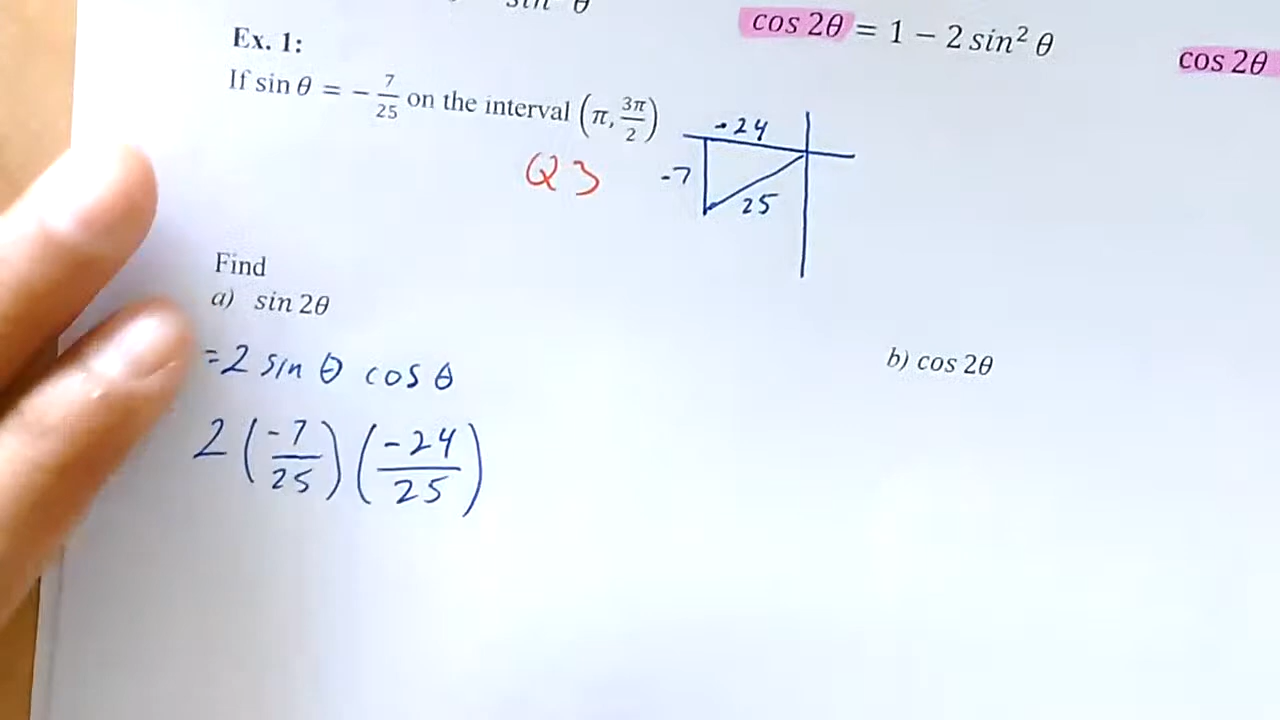 θ
cos 2θ = 1 − 2 sin² θ
cos 2θ
Ex. 1:
If sin θ = − 7/25 on the interval (π, 3π/2)
-24
Q3
-7
25
Find
a) sin 2θ
= 2 sin θ cos θ
b) cos 2θ
2 (-7/25) (-24/25)